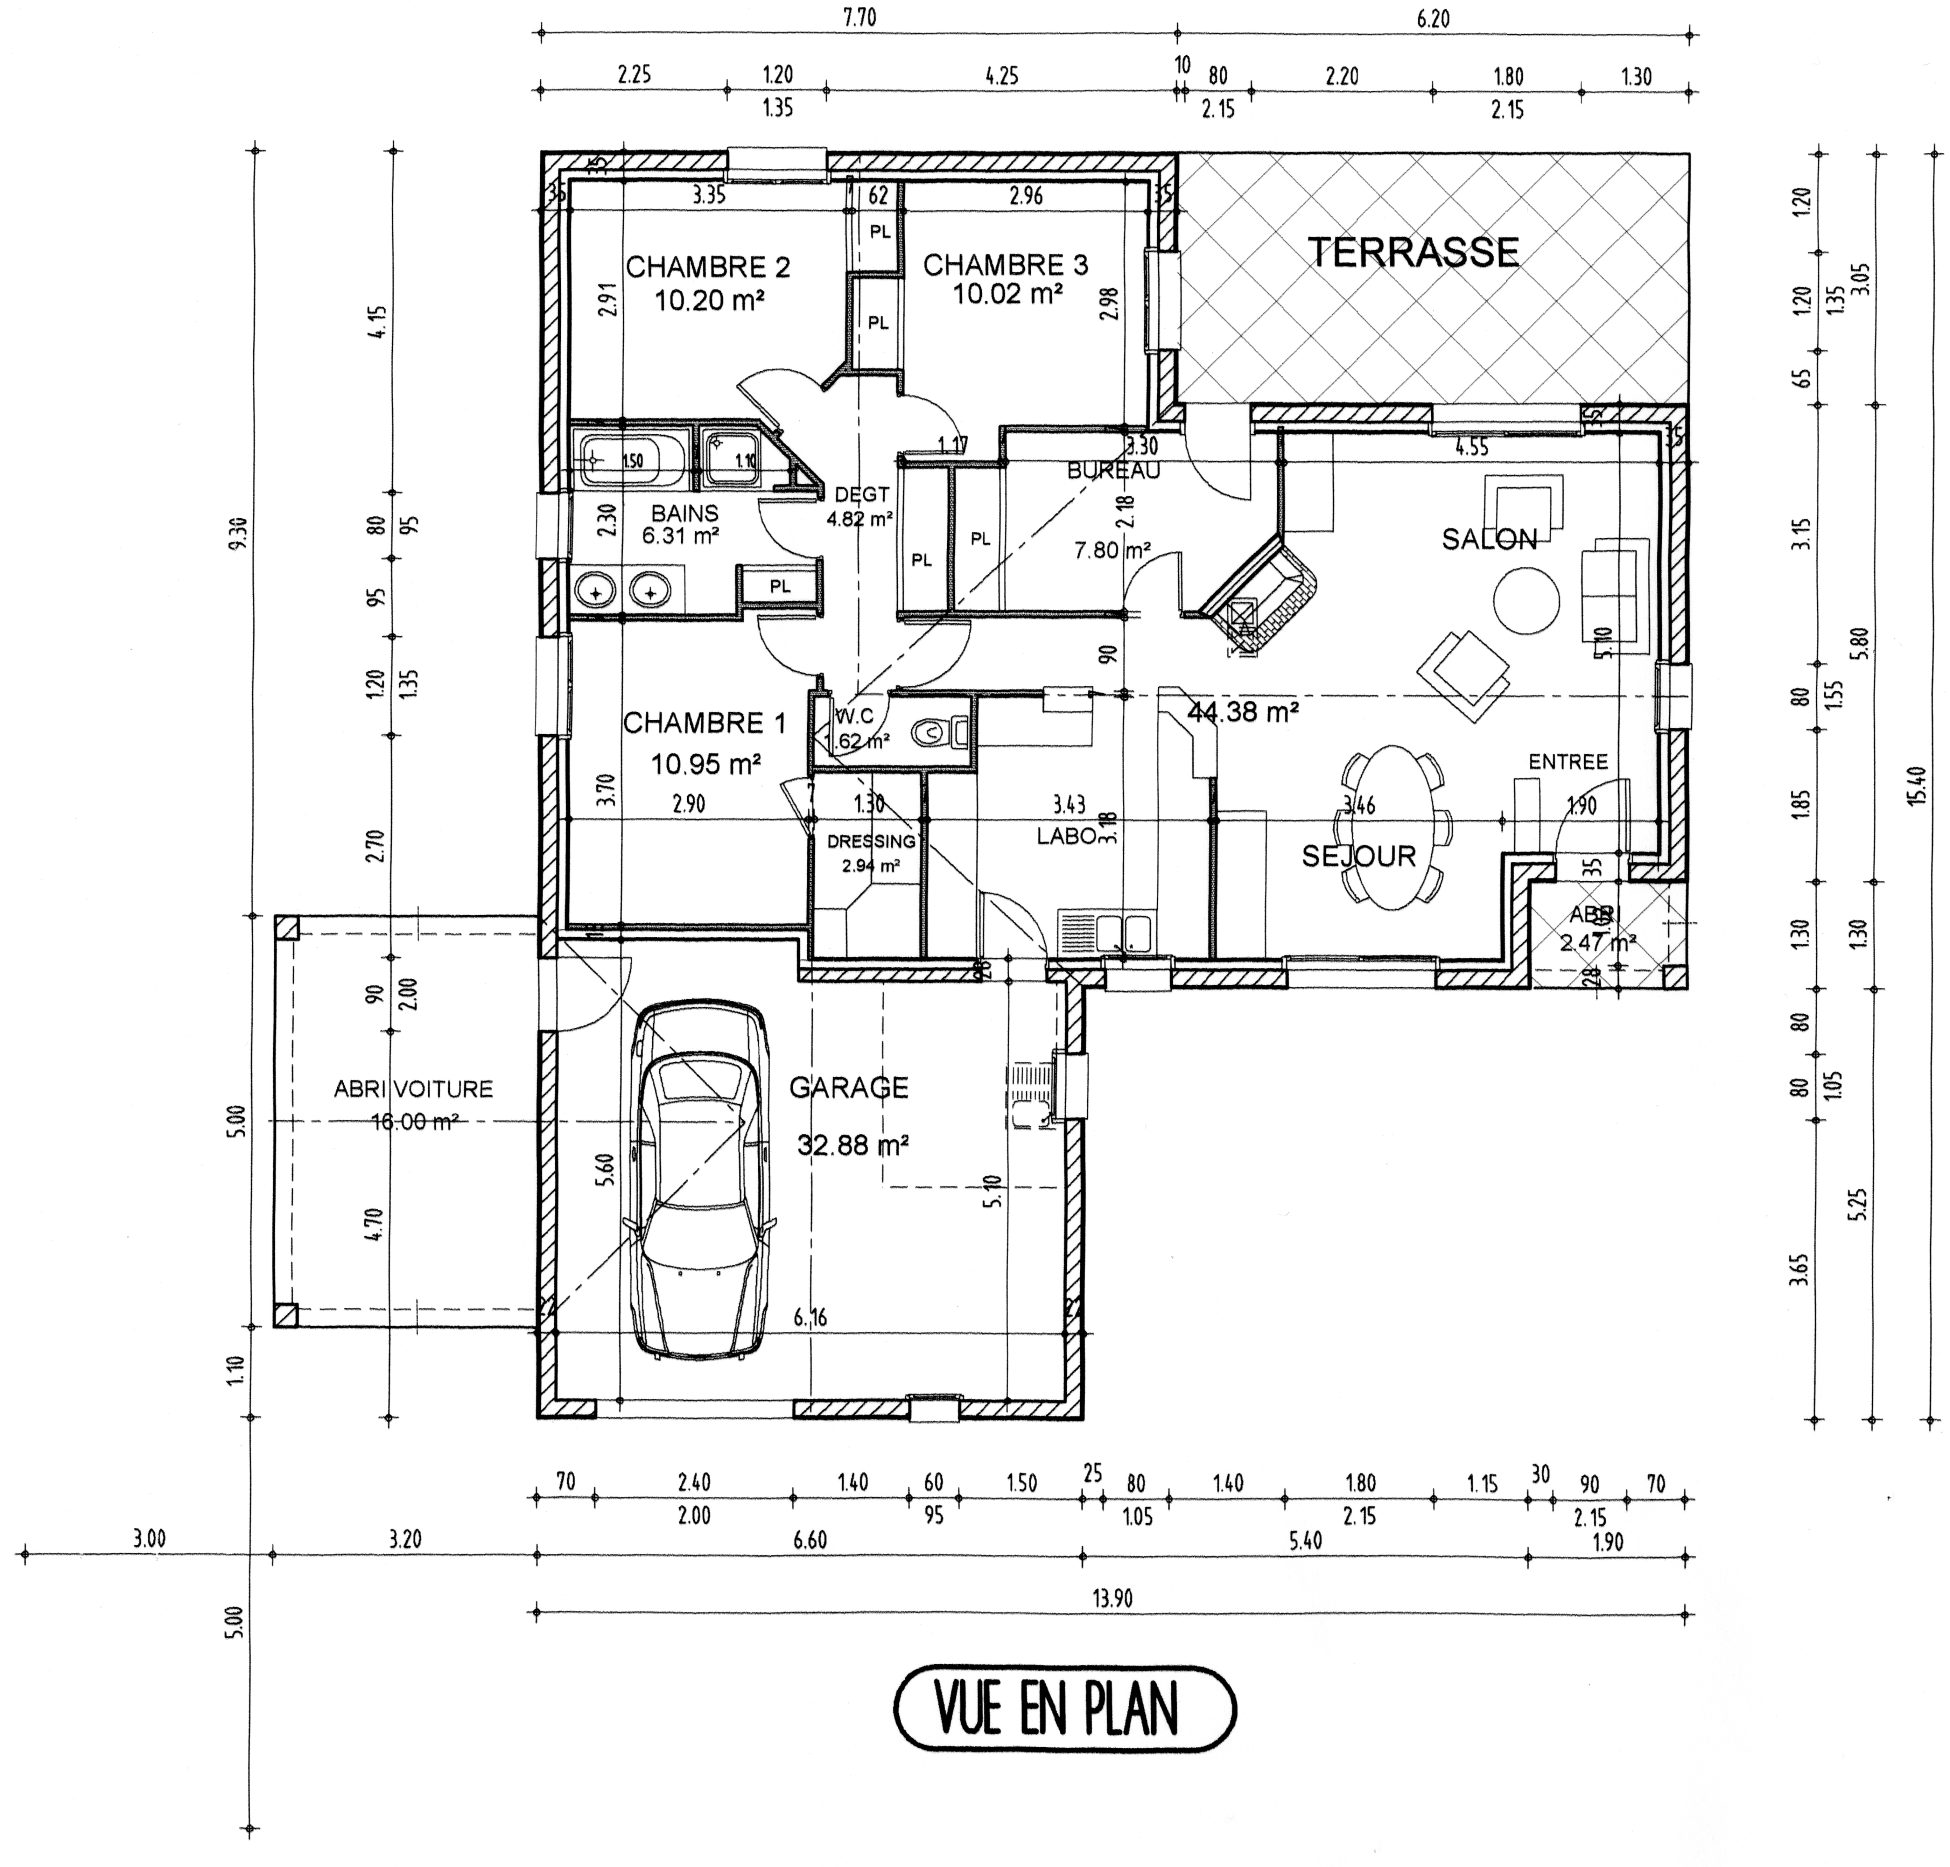 7.70 6.20
2.25 1.20 4.25 10 80 2.20 1.80 1.30
1.35 2.15 2.15
35 35 3.35 62 2.96 35
PL
CHAMBRE 2
10.20 m²
2.91
PL
CHAMBRE 3
10.02 m²
2.98
TERRASSE
1.20
1.20 1.35
65
3.05
4.15
9.30
80 95
95
1.20 1.35
2.70
1.50 1.10
BAINS
6.31 m²
2.30
PL
DEGT
4.82 m²
1.17
PL
PL
3.30
BUREAU
2.18
7.80 m²
35 35
4.55
SALON
5.10
3.15
5.80
80 1.55
1.85
15.40
90
CHAMBRE 1
10.95 m²
3.70
2.90
W.C
1.62 m²
7
1.30
DRESSING
2.94 m²
3.43
LABO
3.18
44.38 m²
3.46
SEJOUR
ENTREE
1.90
35
ABRI
2.47 m²
28
1.30
1.30
28
90 2.00
ABRI VOITURE
16.00 m²
5.00
4.70
1.10
5.00
GARAGE
32.88 m²
5.60
5.10
6.16
22 22
80
80 1.05
3.65
5.25
70 2.40 1.40 60 1.50 25 80 1.40 1.80 1.15 30 90 70
2.00 95 1.05 2.15 2.15
3.00 3.20 6.60 5.40 1.90
13.90
VUE EN PLAN